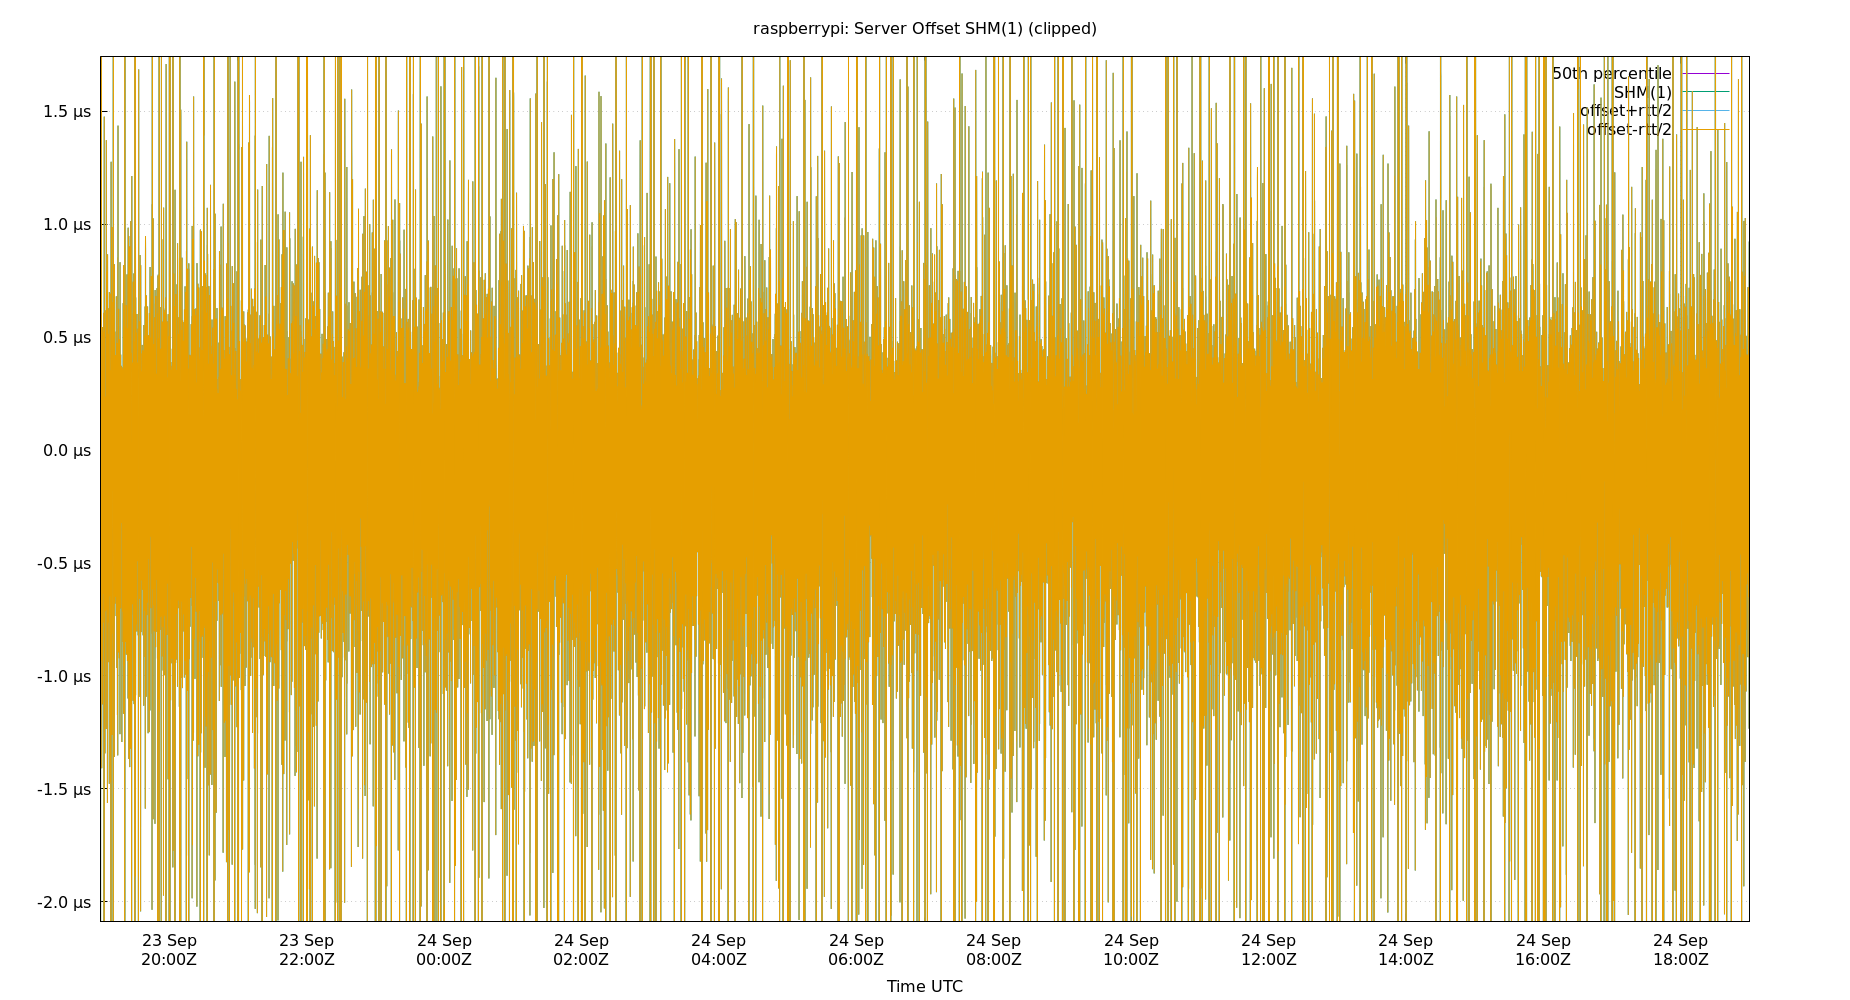 raspberrypi: Server Offset SHM(1) (clipped)
50th percentile
SHM(1)
offset+rtt/2
offset-rtt/2
1.5 µs
1.0 µs
0.5 µs
0.0 µs
-0.5 µs
-1.0 µs
-1.5 µs
-2.0 µs
23 Sep 23 Sep 24 Sep 24 Sep 24 Sep 24 Sep 24 Sep 24 Sep 24 Sep 24 Sep 24 Sep 24 Sep
20:00Z 22:00Z 00:00Z 02:00Z 04:00Z 06:00Z 08:00Z 10:00Z 12:00Z 14:00Z 16:00Z 18:00Z
Time UTC